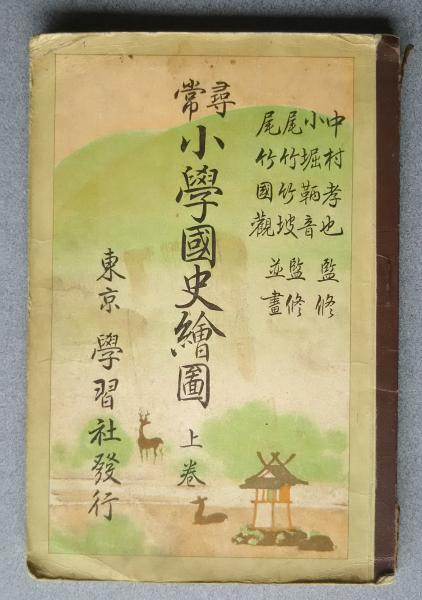 中村孝也 監修
小堀鞆音
尾竹竹坡 監修
尾竹國觀 並畫
尋常
小學國史繪圖 上卷
東京 學習社發行